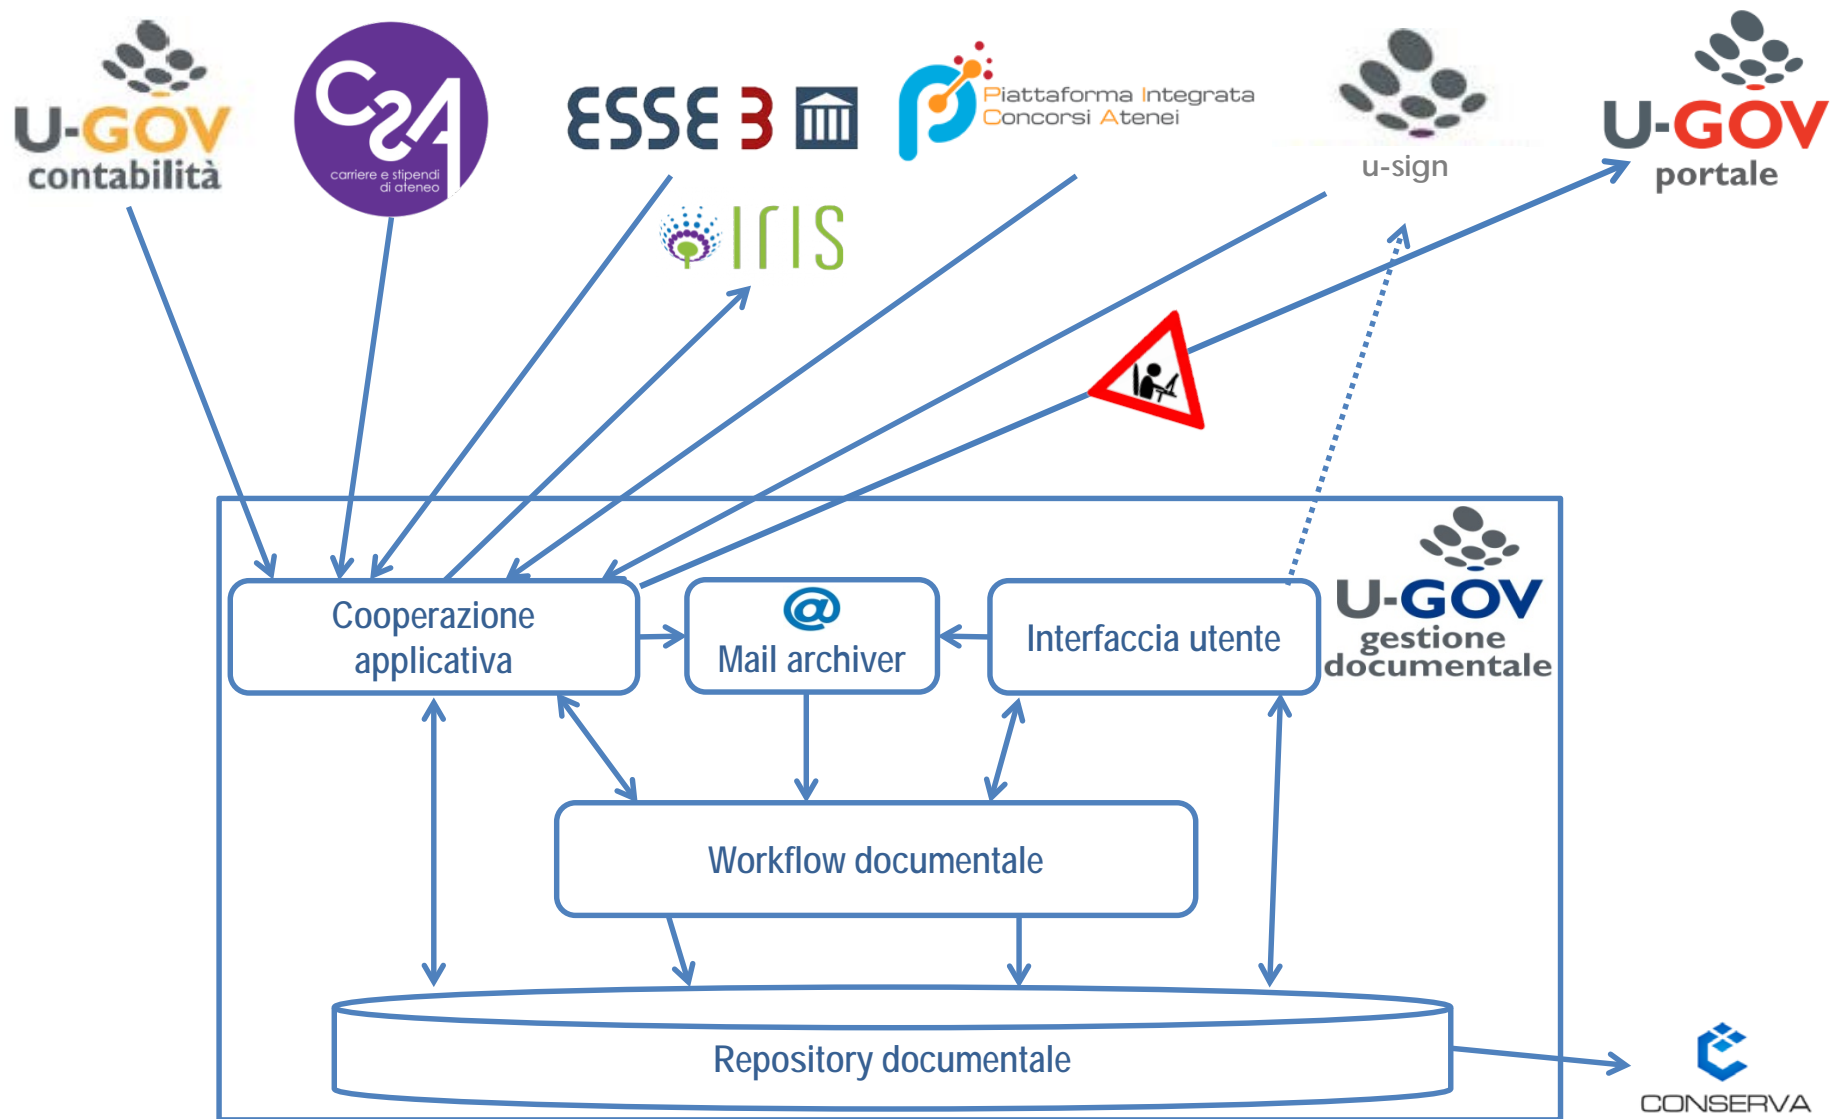 U-GOV
contabilità
CSA
carriere e stipendi
di ateneo
ESSE 3
Piattaforma Integrata
Concorsi Atenei
u-sign
U-GOV
portale
IRIS
Cooperazione
applicativa
@
Mail archiver
Interfaccia utente
U-GOV
gestione
documentale
Workflow documentale
Repository documentale
CONSERVA